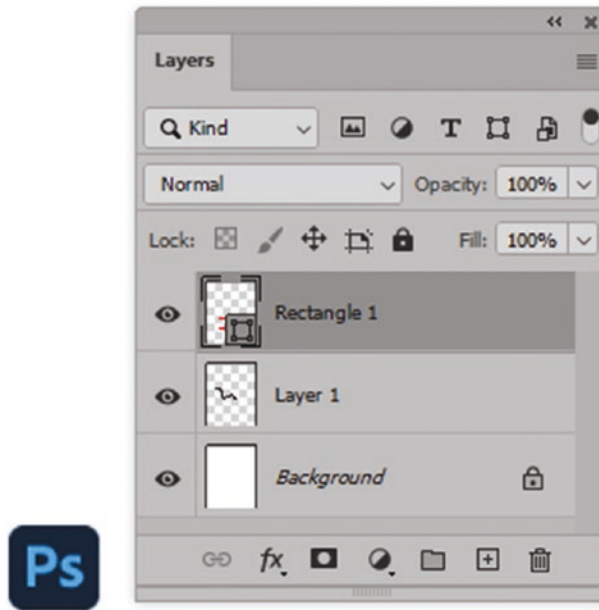 Layers
Kind
Normal Opacity: 100%
Lock: Fill: 100%
Rectangle 1
Layer 1
Background
fx
Ps